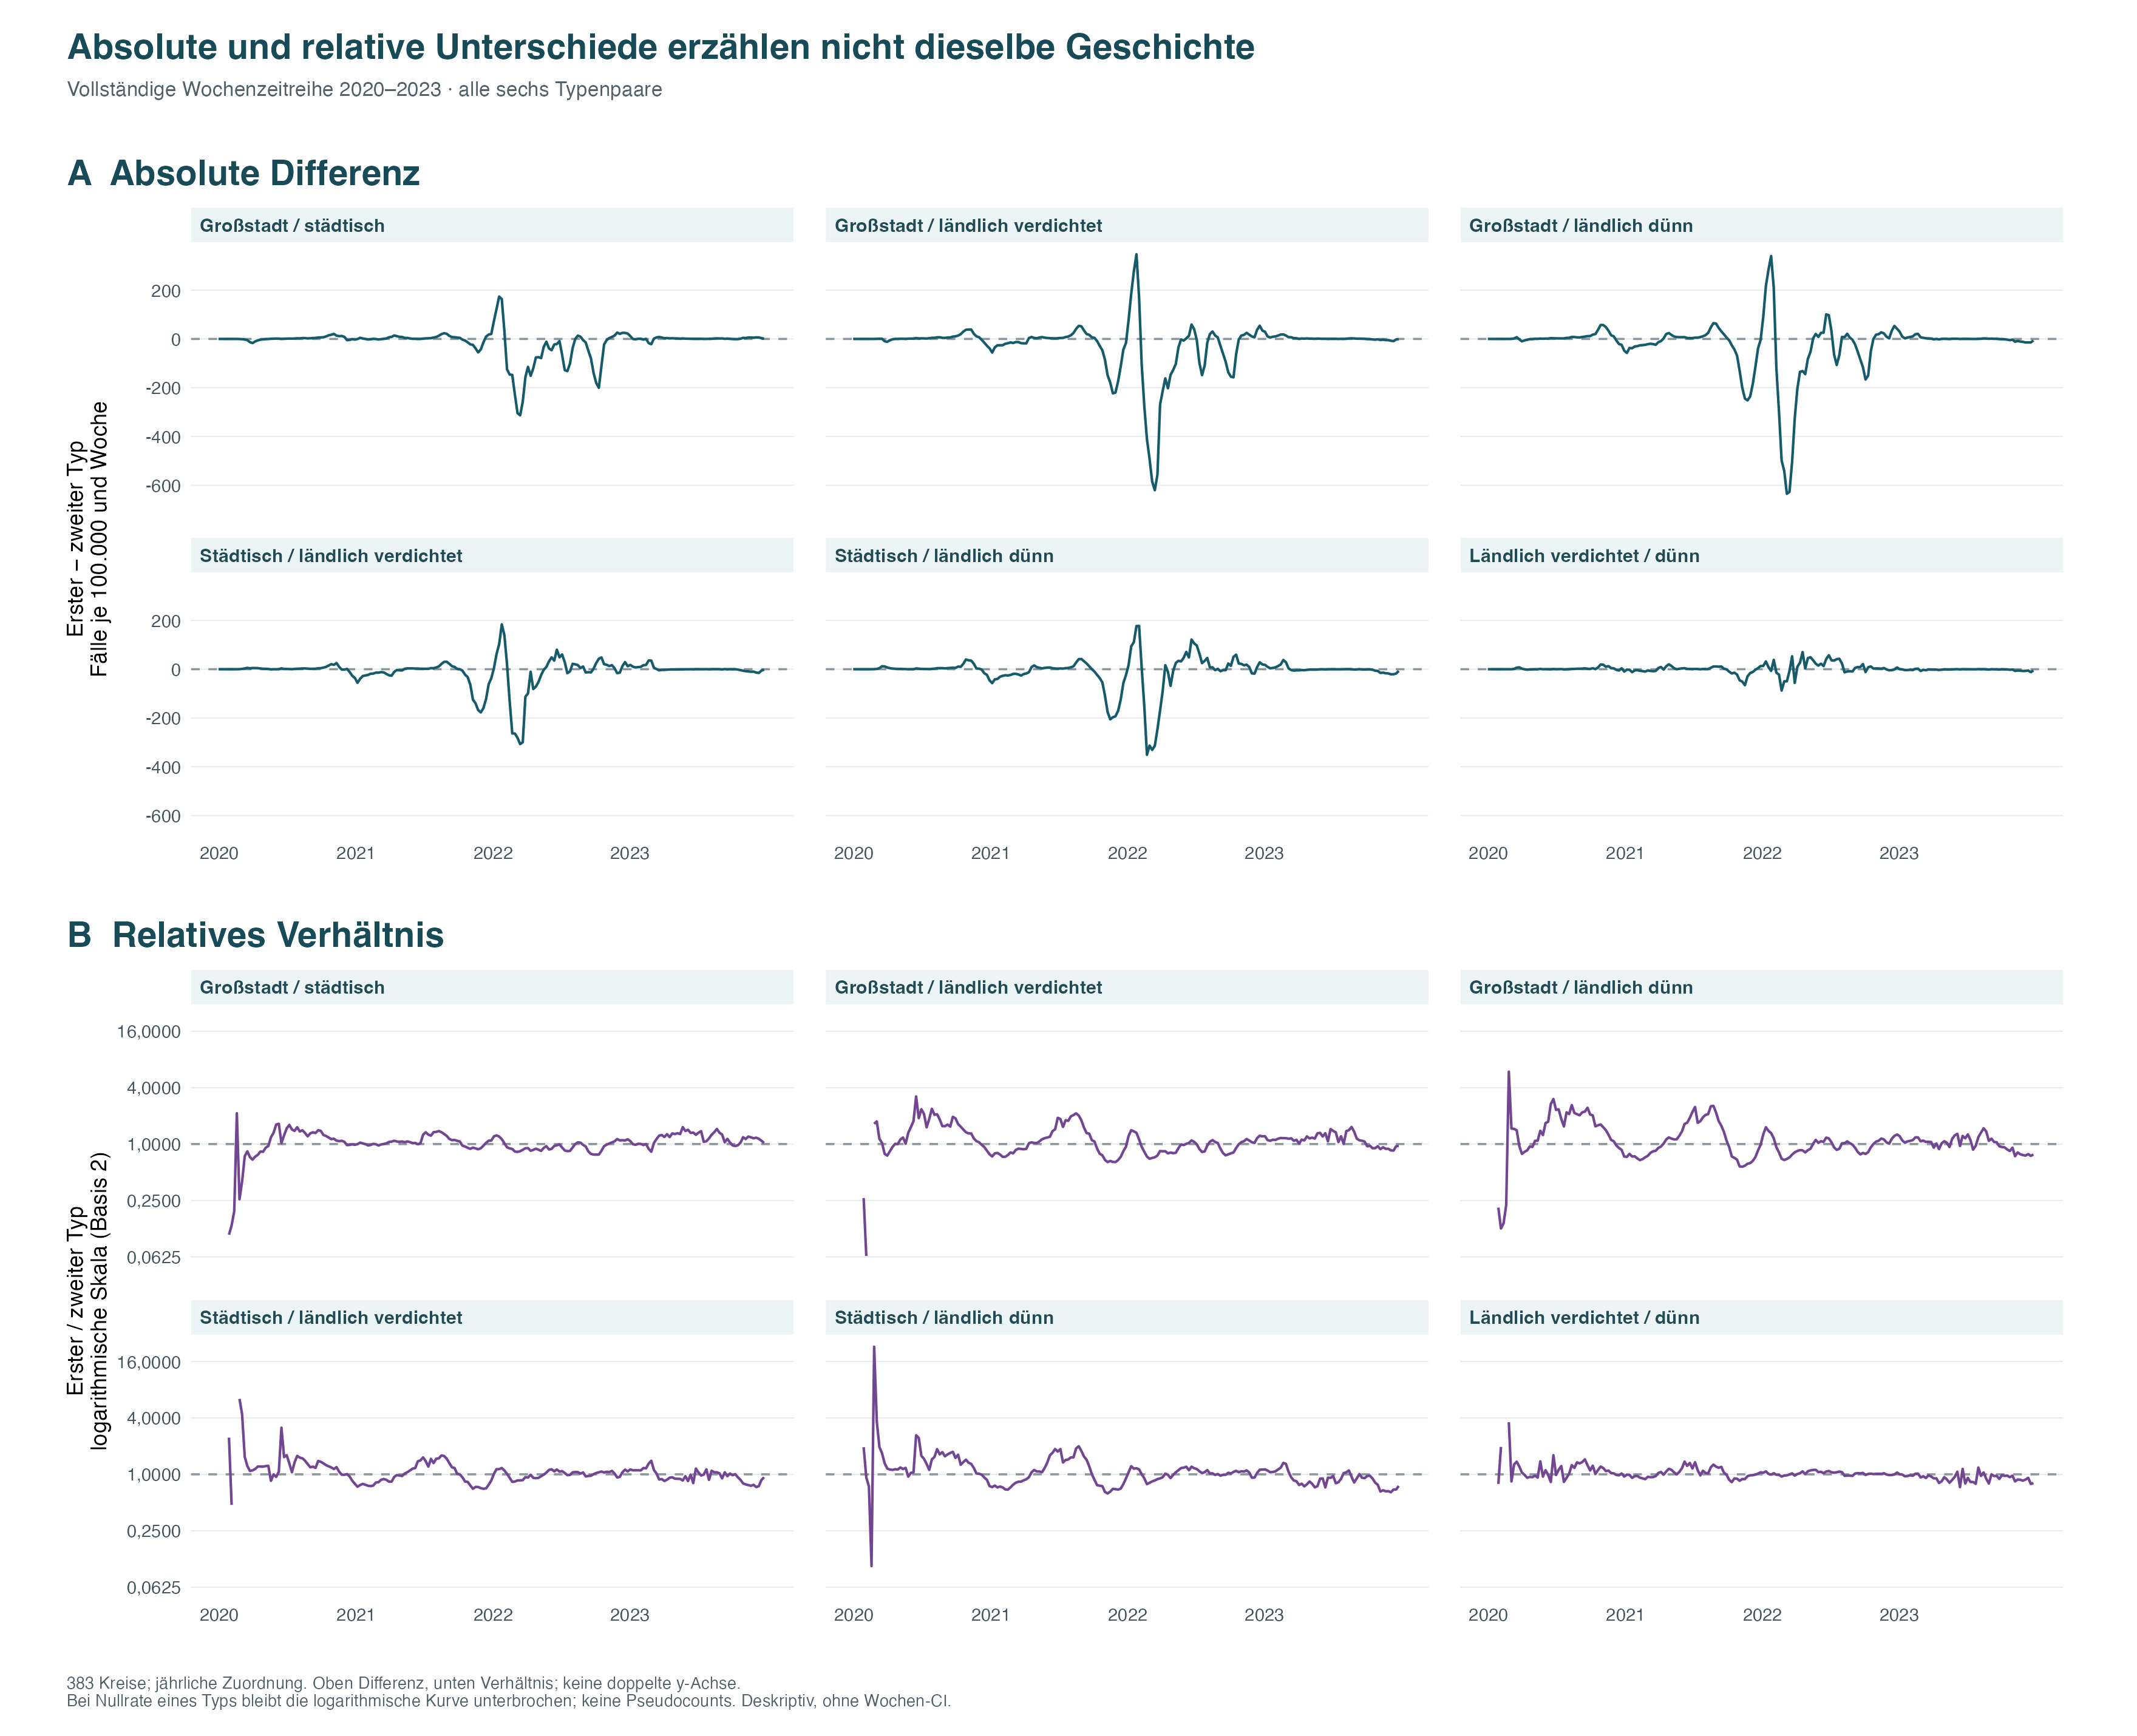 Absolute und relative Unterschiede erzählen nicht dieselbe Geschichte
Vollständige Wochenzeitreihe 2020–2023 · alle sechs Typenpaare
A  Absolute Differenz
Erster – zweiter Typ
Fälle je 100.000 und Woche
Großstadt / städtisch
Großstadt / ländlich verdichtet
Großstadt / ländlich dünn
200
0
-200
-400
-600
Städtisch / ländlich verdichtet
Städtisch / ländlich dünn
Ländlich verdichtet / dünn
200
0
-200
-400
-600
2020 2021 2022 2023
2020 2021 2022 2023
2020 2021 2022 2023
B  Relatives Verhältnis
Erster / zweiter Typ
logarithmische Skala (Basis 2)
Großstadt / städtisch
Großstadt / ländlich verdichtet
Großstadt / ländlich dünn
16,0000
4,0000
1,0000
0,2500
0,0625
Städtisch / ländlich verdichtet
Städtisch / ländlich dünn
Ländlich verdichtet / dünn
16,0000
4,0000
1,0000
0,2500
0,0625
2020 2021 2022 2023
2020 2021 2022 2023
2020 2021 2022 2023
383 Kreise; jährliche Zuordnung. Oben Differenz, unten Verhältnis; keine doppelte y-Achse.
Bei Nullrate eines Typs bleibt die logarithmische Kurve unterbrochen; keine Pseudocounts. Deskriptiv, ohne Wochen-CI.